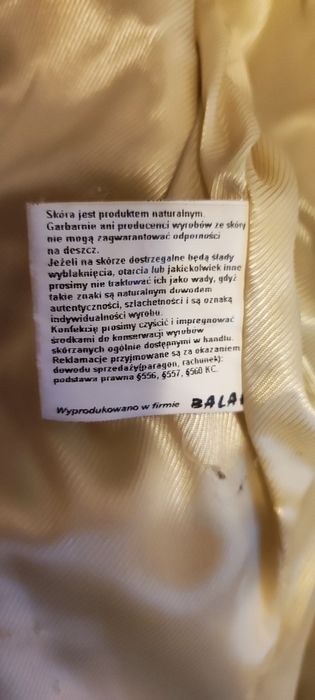 Skóra jest produktem naturalnym.
Garbarnie ani producenci wyrobów ze skóry
nie mogą zagwarantować odporności
na deszcz.
Jeżeli na skórze dostrzegalne będą ślady
wyblaknięcia, otarcia lub jakickolwiek inne
prosimy nie traktować ich jako wady, gdyż
takie znaki są naturalnym dowodem
autentyczności, szlachetności i są oznaką
indywidualności wyrobu.
Konfekcję prosimy czyścić i impregnować
środkami do konserwacji wyrobów
skórzanych ogólnie dostępnymi w handlu.
Reklamacje przyjmowane są za okazaniem
dowodu sprzedaży(paragon, rachunek):
podstawa prawna §556, §557, §560 KC.
Wyprodukowano w firmie